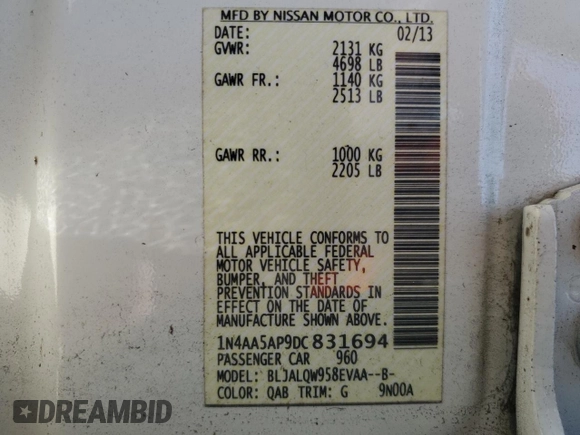 MFD BY NISSAN MOTOR CO., LTD.
DATE: 02/13
GVWR: 2131 KG
4698 LB
GAWR FR.: 1140 KG
2513 LB
GAWR RR.: 1000 KG
2205 LB
THIS VEHICLE CONFORMS TO
ALL APPLICABLE FEDERAL
MOTOR VEHICLE SAFETY,
BUMPER, AND THEFT
PREVENTION STANDARDS IN
EFFECT ON THE DATE OF
MANUFACTURE SHOWN ABOVE.
1N4AA5AP9DC831694
PASSENGER CAR 960
MODEL: BLJALQW958EVAA--B-
COLOR: QAB TRIM: G 9N00A
DREAMBID